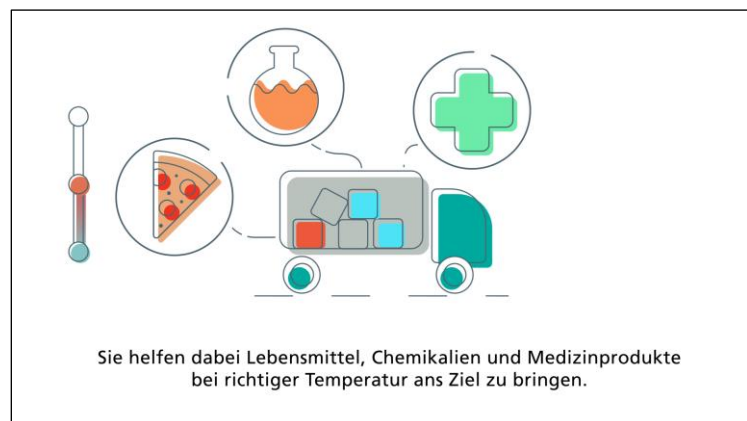 Sie helfen dabei Lebensmittel, Chemikalien und Medizinprodukte
bei richtiger Temperatur ans Ziel zu bringen.